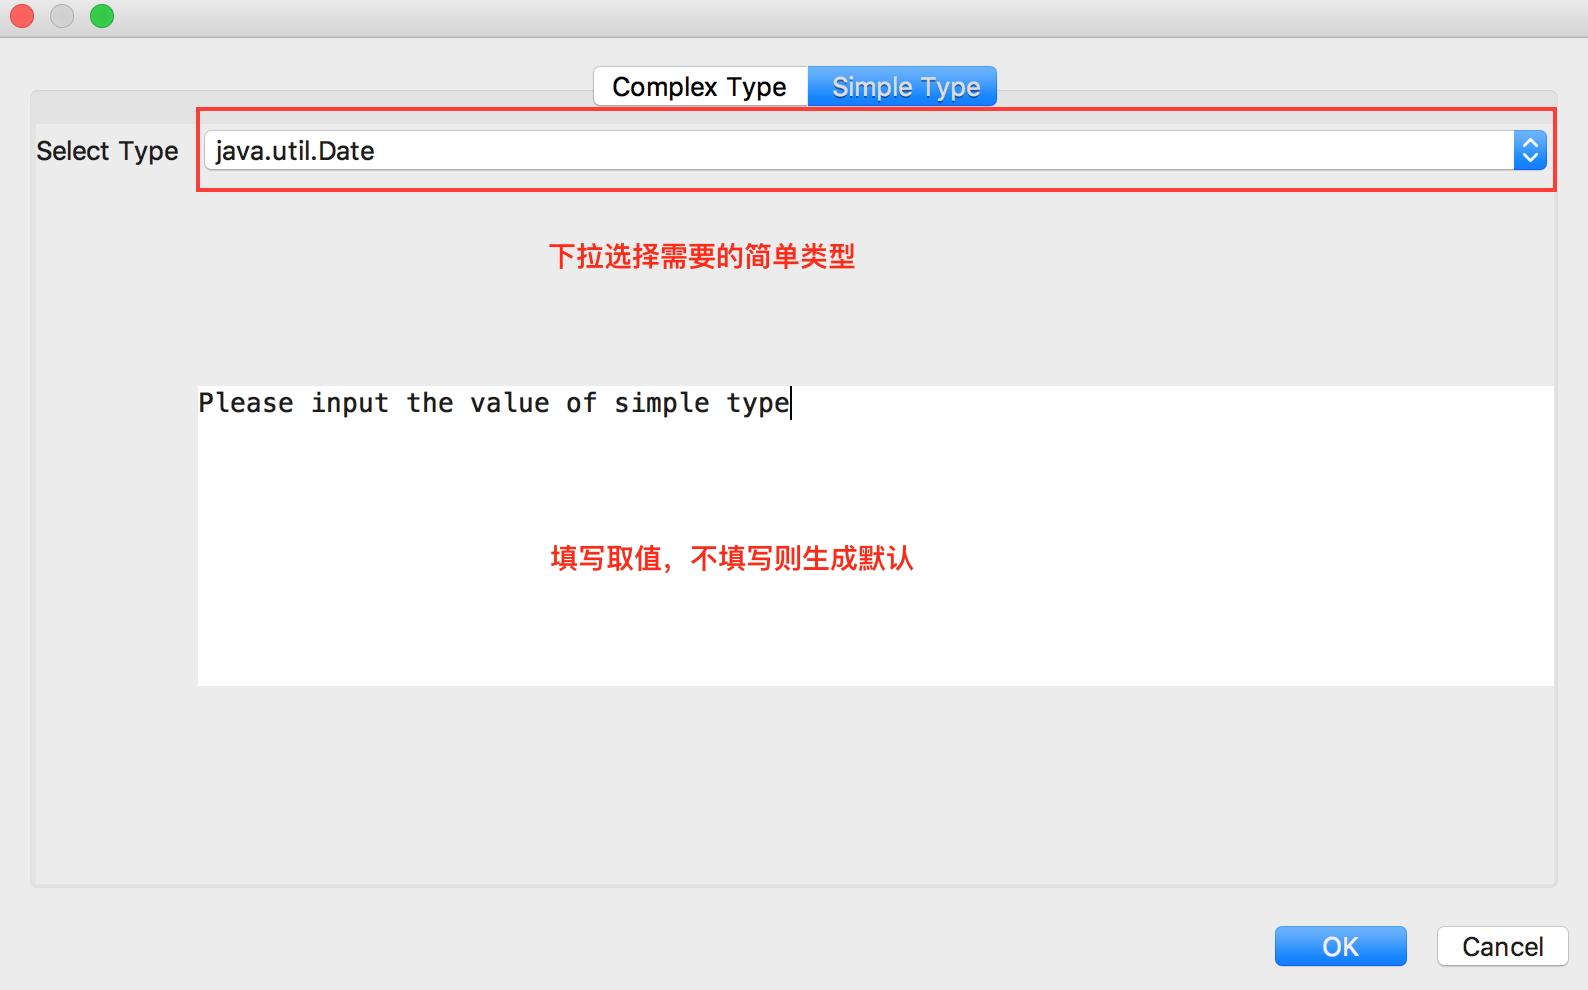 Complex Type
Simple Type
Select Type
java.util.Date
下拉选择需要的简单类型
Please input the value of simple type
填写取值，不填写则生成默认
OK
Cancel